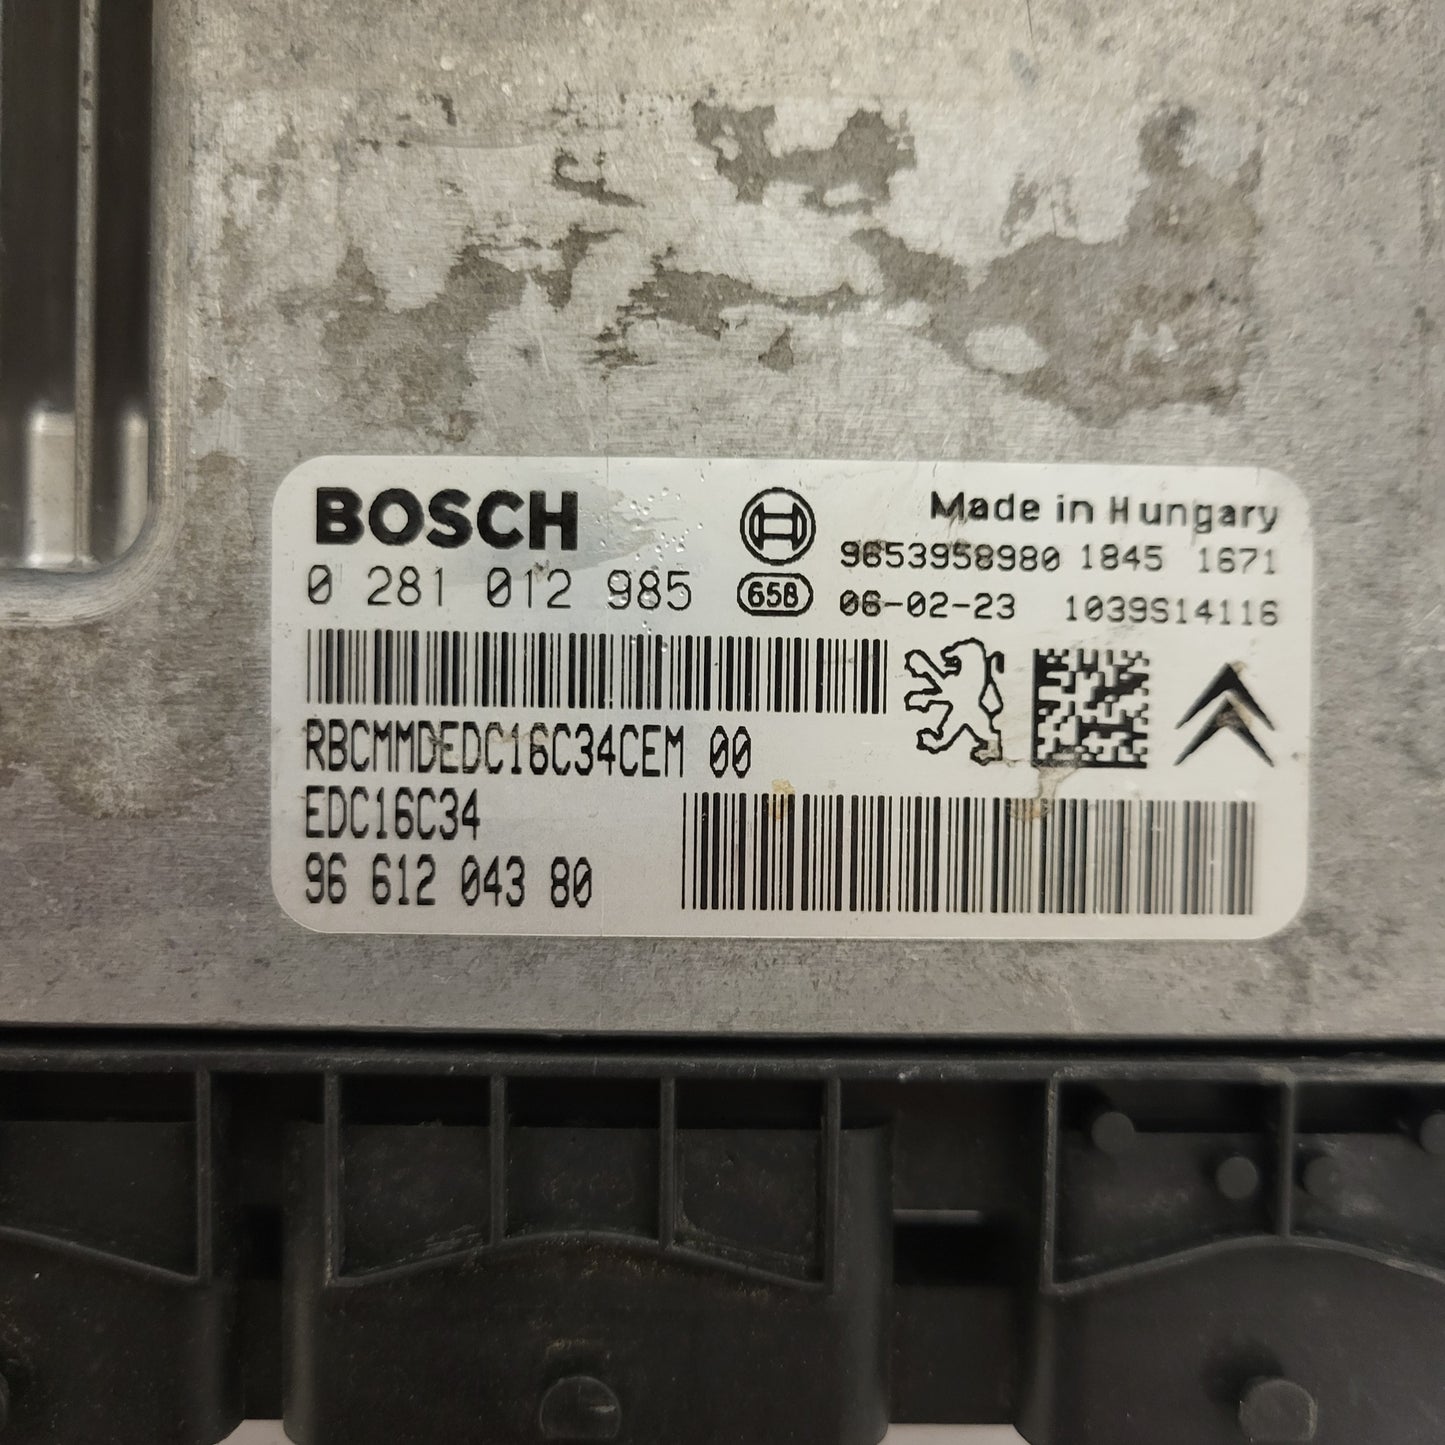 BOSCH
Made in Hungary
9653958980 1845 1671
0 281 012 985
658
06-02-23 1039S14116
RBCMMDEDC16C34CEM 00
EDC16C34
96 612 043 80